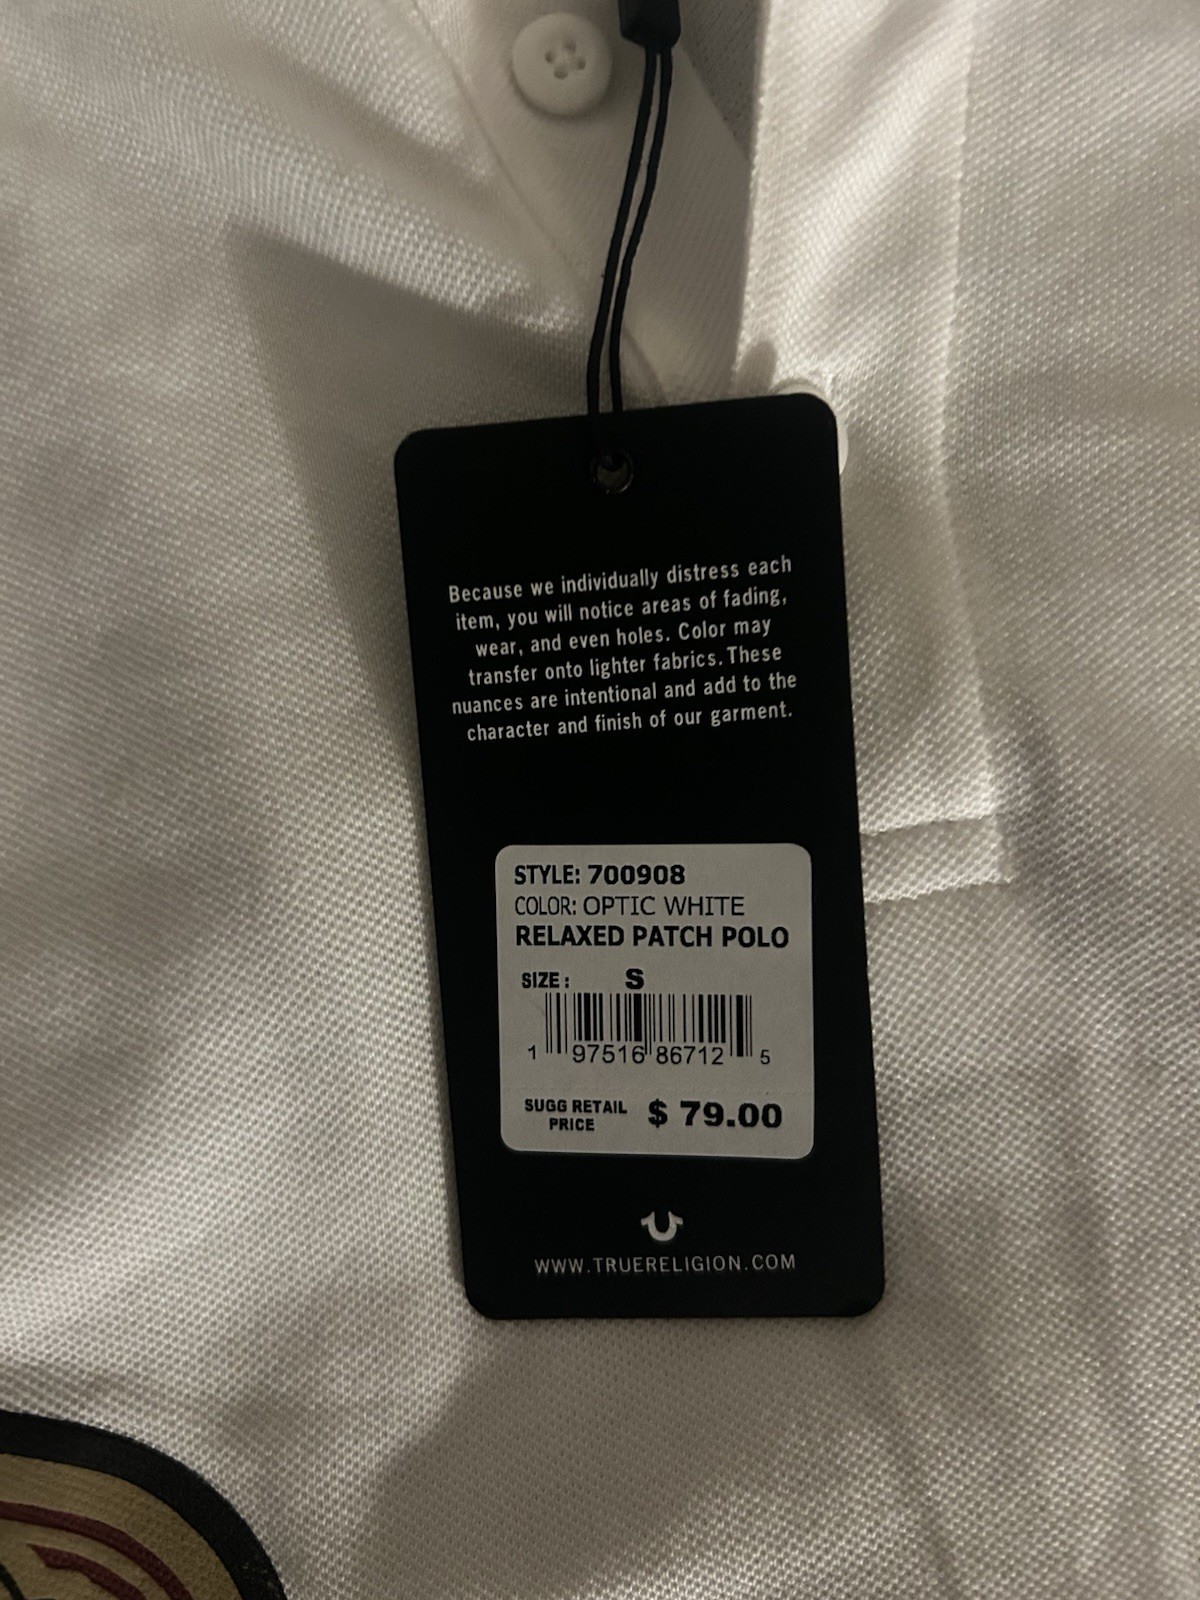 Because we individually distress each
item, you will notice areas of fading,
wear, and even holes. Color may
transfer onto lighter fabrics. These
nuances are intentional and add to the
character and finish of our garment.
STYLE: 700908
COLOR: OPTIC WHITE
RELAXED PATCH POLO
SIZE: S
1 97516 86712 5
SUGG RETAIL
PRICE $ 79.00
WWW.TRUERELIGION.COM